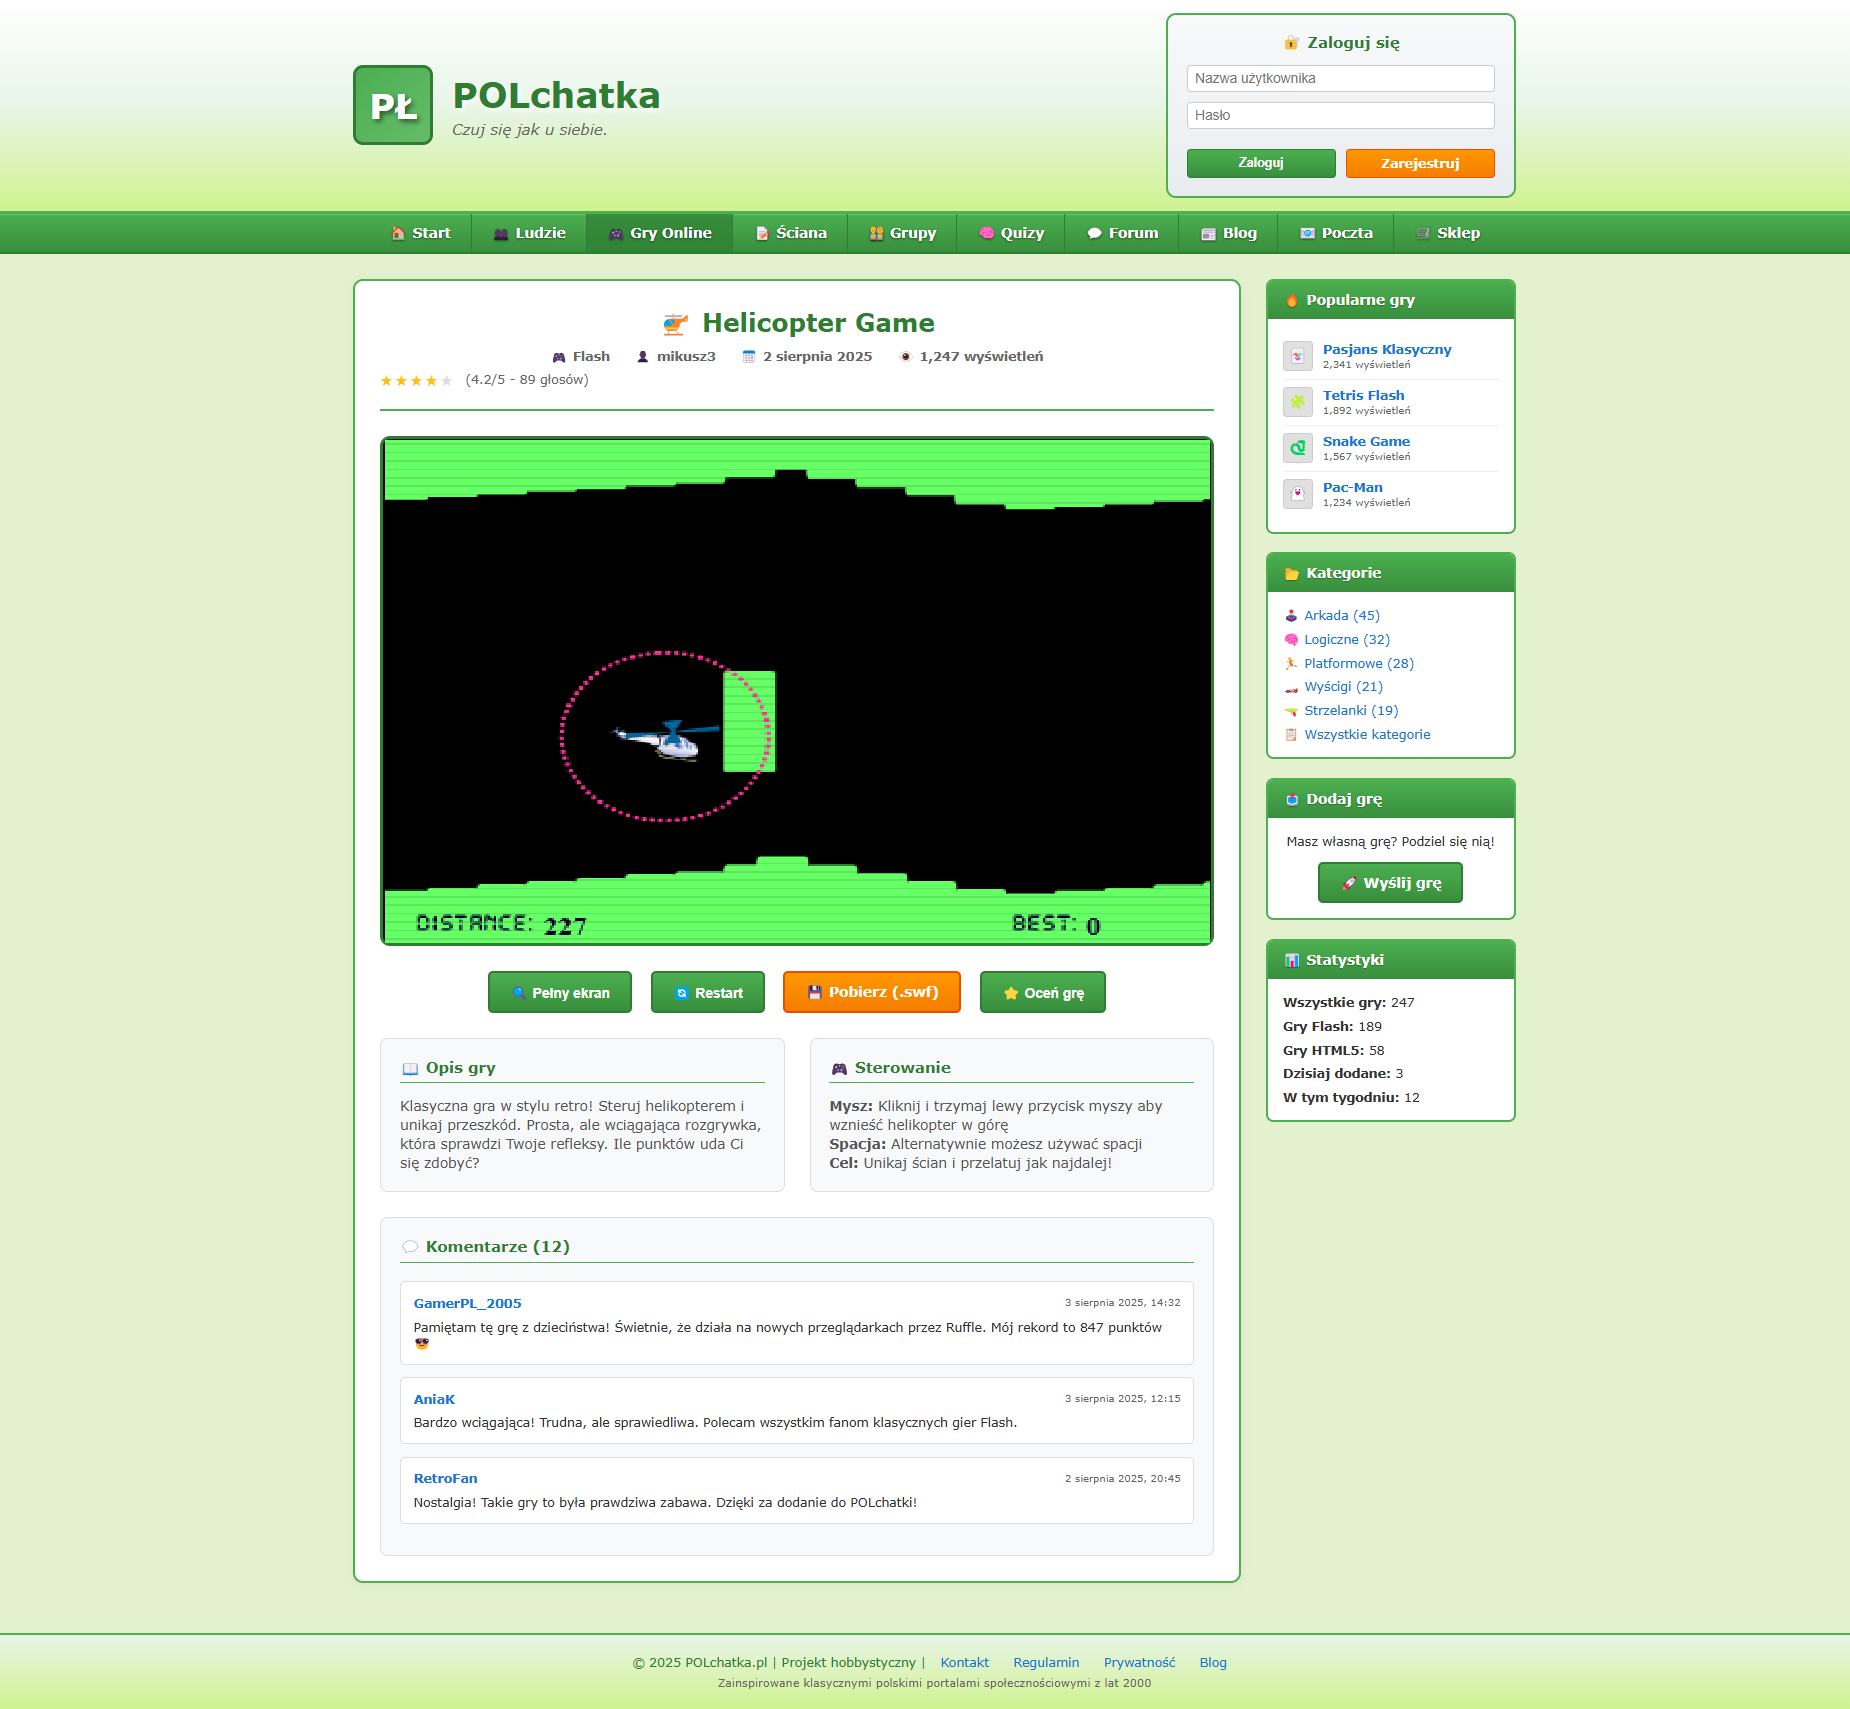 PŁ
POLchatka
Czuj się jak u siebie.
Zaloguj się
Nazwa użytkownika
Hasło
Zaloguj
Zarejestruj
Start
Ludzie
Gry Online
Ściana
Grupy
Quizy
Forum
Blog
Poczta
Sklep
Helicopter Game
Flash
mikusz3
2 sierpnia 2025
1,247 wyświetleń
(4.2/5 - 89 głosów)
DISTANCE: 227
BEST: 0
Pełny ekran
Restart
Pobierz (.swf)
Oceń grę
Opis gry
Klasyczna gra w stylu retro! Steruj helikopterem i
unikaj przeszkód. Prosta, ale wciągająca rozgrywka,
która sprawdzi Twoje refleksy. Ile punktów uda Ci
się zdobyć?
Sterowanie
Mysz: Kliknij i trzymaj lewy przycisk myszy aby
wznieść helikopter w górę
Spacja: Alternatywnie możesz używać spacji
Cel: Unikaj ścian i przelatuj jak najdalej!
Komentarze (12)
GamerPL_2005
3 sierpnia 2025, 14:32
Pamiętam tę grę z dzieciństwa! Świetnie, że działa na nowych przeglądarkach przez Ruffle. Mój rekord to 847 punktów
😎
AniaK
3 sierpnia 2025, 12:15
Bardzo wciągająca! Trudna, ale sprawiedliwa. Polecam wszystkim fanom klasycznych gier Flash.
RetroFan
2 sierpnia 2025, 20:45
Nostalgia! Takie gry to była prawdziwa zabawa. Dzięki za dodanie do POLchatki!
Popularne gry
Pasjans Klasyczny
2,341 wyświetleń
Tetris Flash
1,892 wyświetleń
Snake Game
1,567 wyświetleń
Pac-Man
1,234 wyświetleń
Kategorie
Arkada (45)
Logiczne (32)
Platformowe (28)
Wyścigi (21)
Strzelanki (19)
Wszystkie kategorie
Dodaj grę
Masz własną grę? Podziel się nią!
Wyślij grę
Statystyki
Wszystkie gry: 247
Gry Flash: 189
Gry HTML5: 58
Dzisiaj dodane: 3
W tym tygodniu: 12
© 2025 POLchatka.pl | Projekt hobbystyczny | Kontakt Regulamin Prywatność Blog
Zainspirowane klasycznymi polskimi portalami społecznościowymi z lat 2000